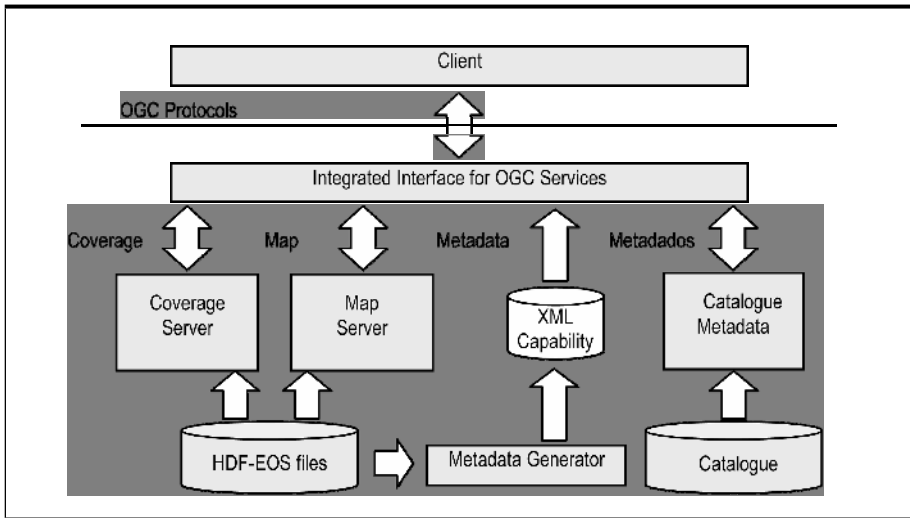 Client
OGC Protocols
Integrated Interface for OGC Services
Coverage
Map
Metadata
Metadados
Coverage
Server
Map
Server
XML
Capability
Catalogue
Metadata
HDF-EOS files
Metadata Generator
Catalogue